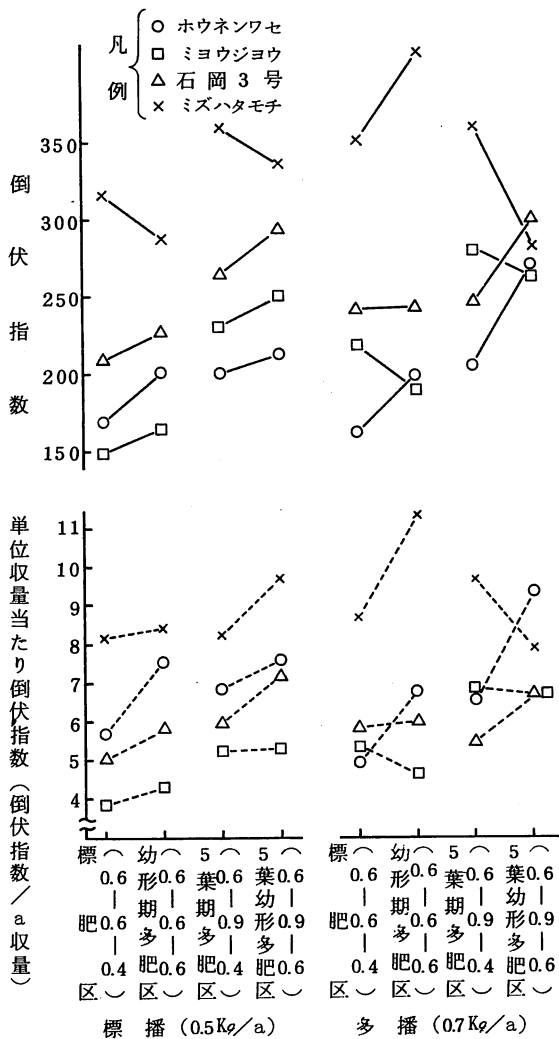 凡例
○ ホウネンワセ
□ ミヨウジヨウ
△ 石岡3号
× ミズハタモチ
倒伏指数
350
300
250
200
150
単位収量当たり倒伏指数(倒伏指数/a収量)
11
10
9
8
7
6
5
4
標肥区(0.6―0.6―0.4)
幼形期多肥区(0.6―0.6―0.6)
5葉期多肥区(0.6―0.9―0.4)
5葉幼形多肥区(0.6―0.9―0.6)
標肥区(0.6―0.6―0.4)
幼形期多肥区(0.6―0.6―0.6)
5葉期多肥区(0.6―0.9―0.4)
5葉幼形多肥区(0.6―0.9―0.6)
標播(0.5Kg/a)
多播(0.7Kg/a)